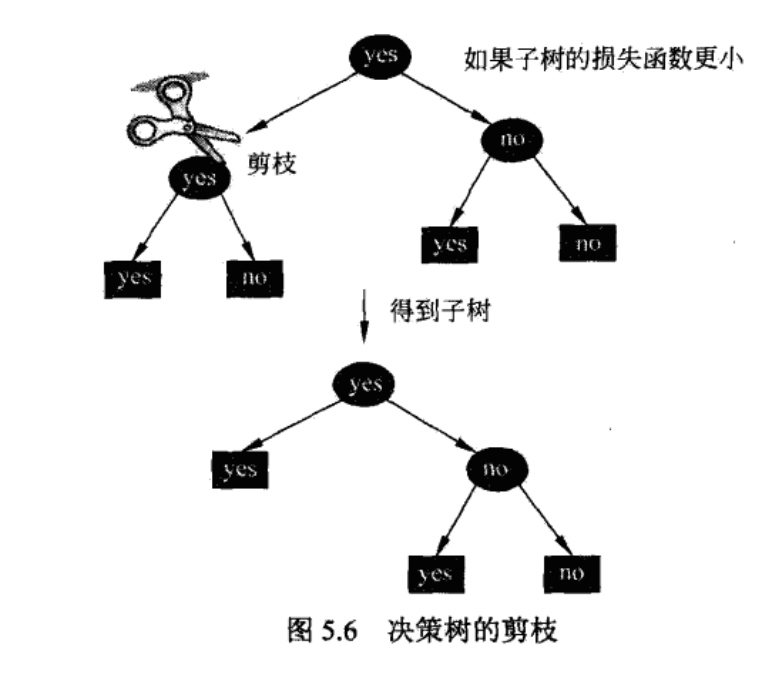 yes
如果子树的损失函数更小
no
剪枝
yes
yes
no
yes
no
得到子树
yes
yes
no
yes
no
图 5.6 决策树的剪枝